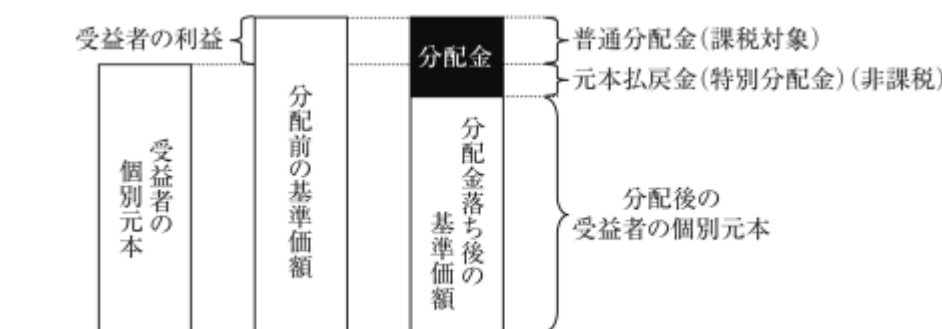 受益者の利益
受益者の
個別元本
分配前の基準価額
分配金
分配金落ち後の
基準価額
普通分配金(課税対象)
元本払戻金(特別分配金)(非課税)
分配後の
受益者の個別元本